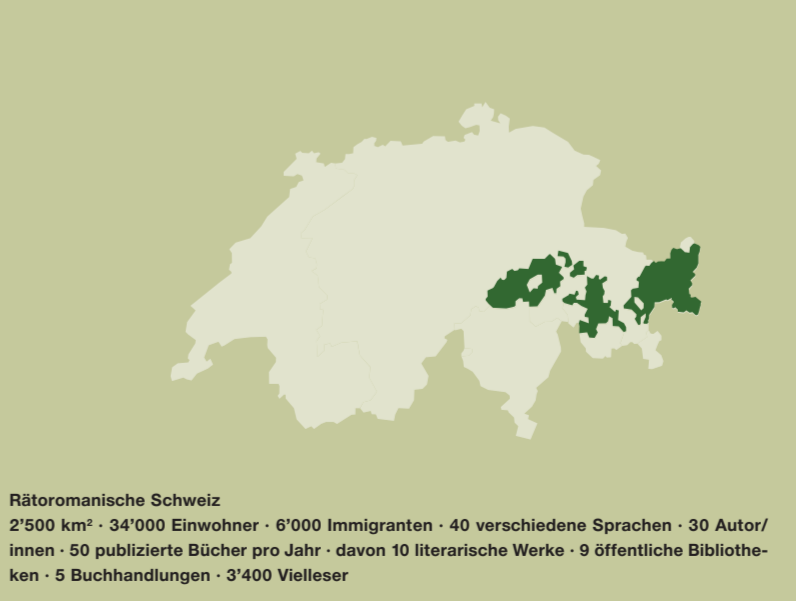 Rätoromanische Schweiz
2’500 km² · 34’000 Einwohner · 6’000 Immigranten · 40 verschiedene Sprachen · 30 Autor/
innen · 50 publizierte Bücher pro Jahr · davon 10 literarische Werke · 9 öffentliche Bibliothe-
ken · 5 Buchhandlungen · 3’400 Vielleser